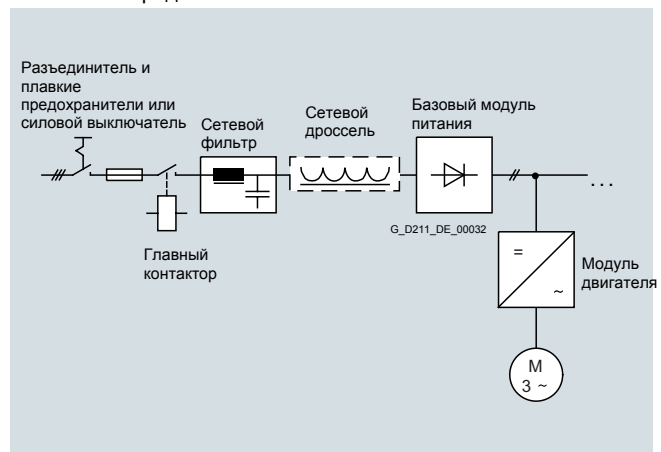 Разъединитель и
плавкие
предохранители или
силовой выключатель
Сетевой
фильтр
Сетевой
дроссель
Базовый модуль
питания
G_D211_DE_00032
Главный
контактор
. . .
=
~
Модуль
двигателя
M
3 ~